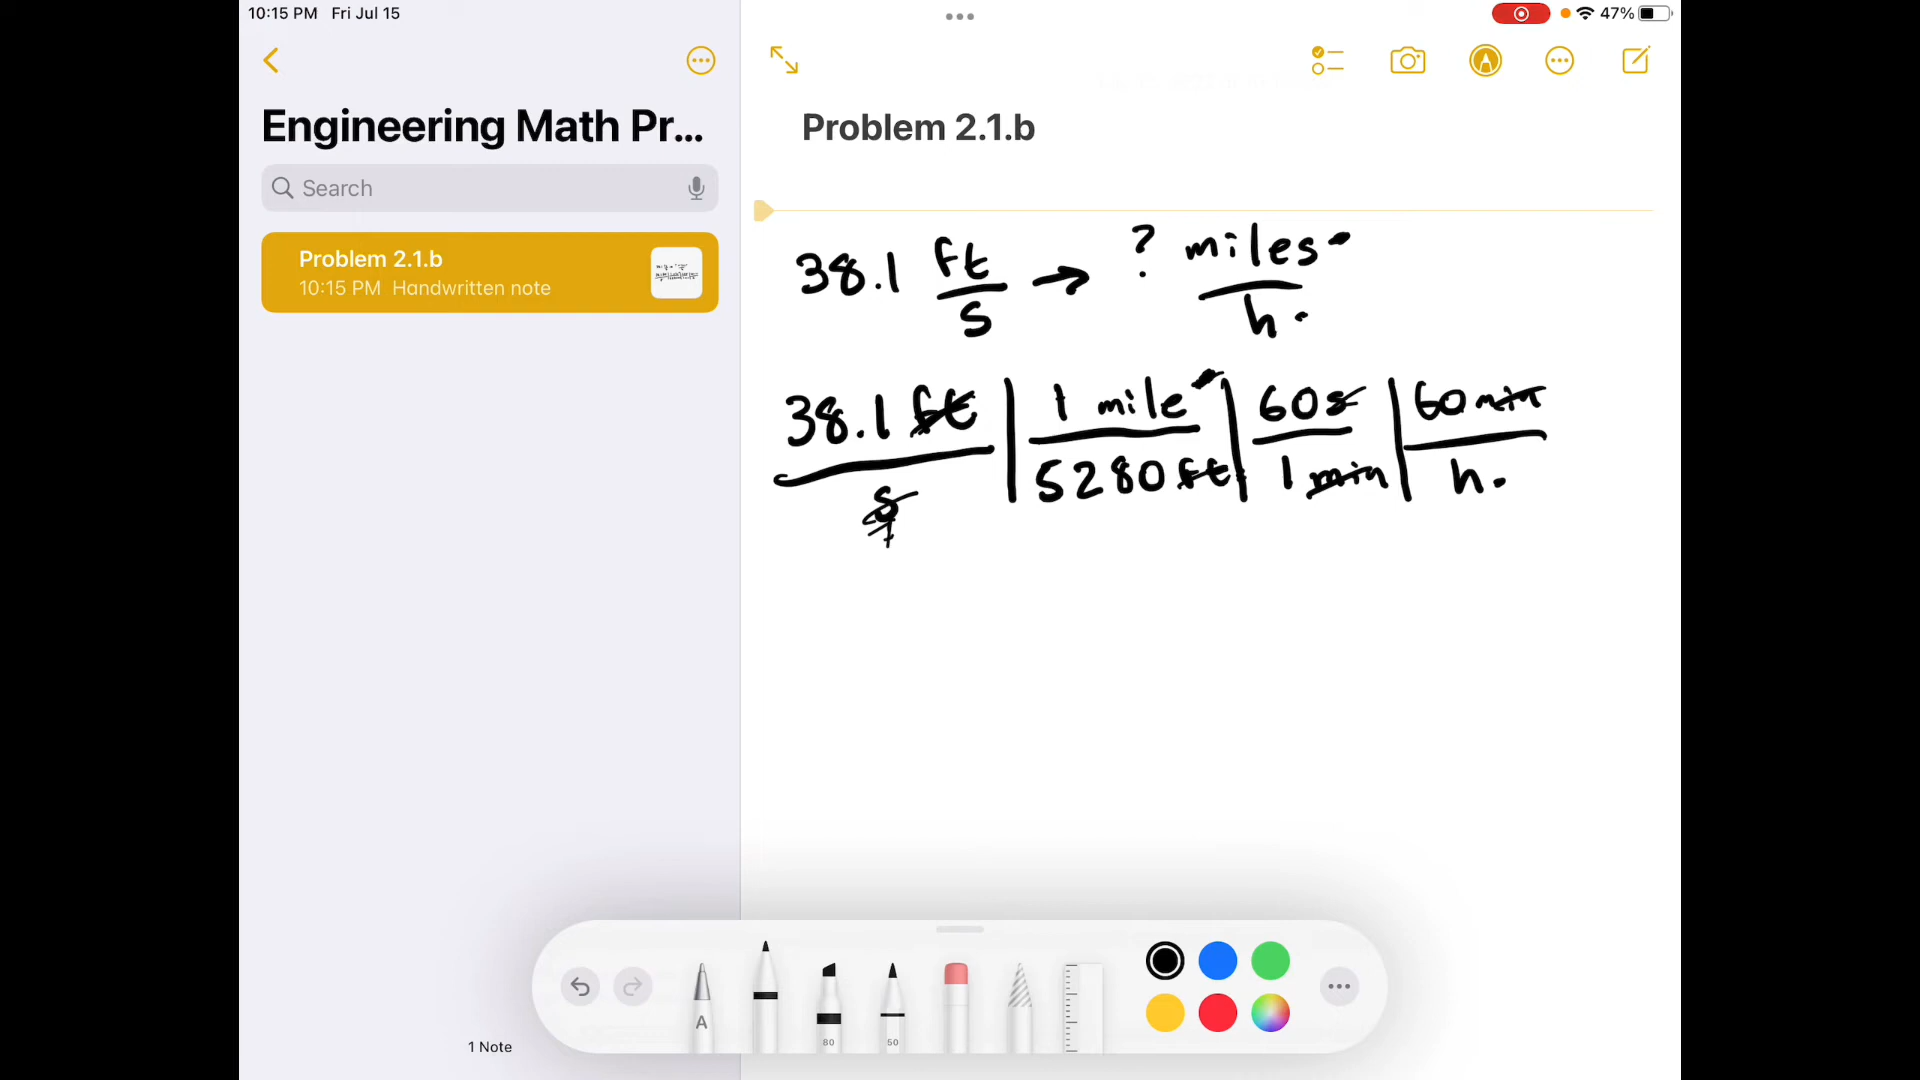 10:15 PM Fri Jul 15
47%
Engineering Math Pr...
Search
Problem 2.1.b
10:15 PM Handwritten note
1 Note
Problem 2.1.b
38.1 ft/s → ? miles/h
38.1 ft/s | 1 mile/5280 ft | 60 s/1 min | 60 min/h
A
80
50